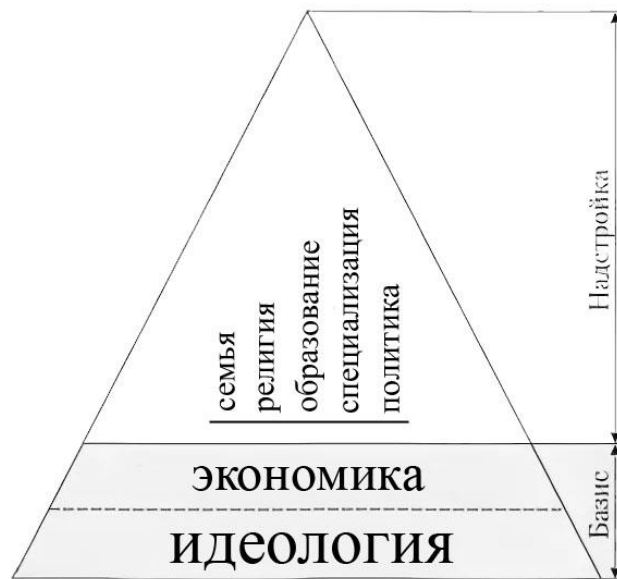 семья
религия
образование
специализация
политика
Надстройка
экономика
идеология
Базис